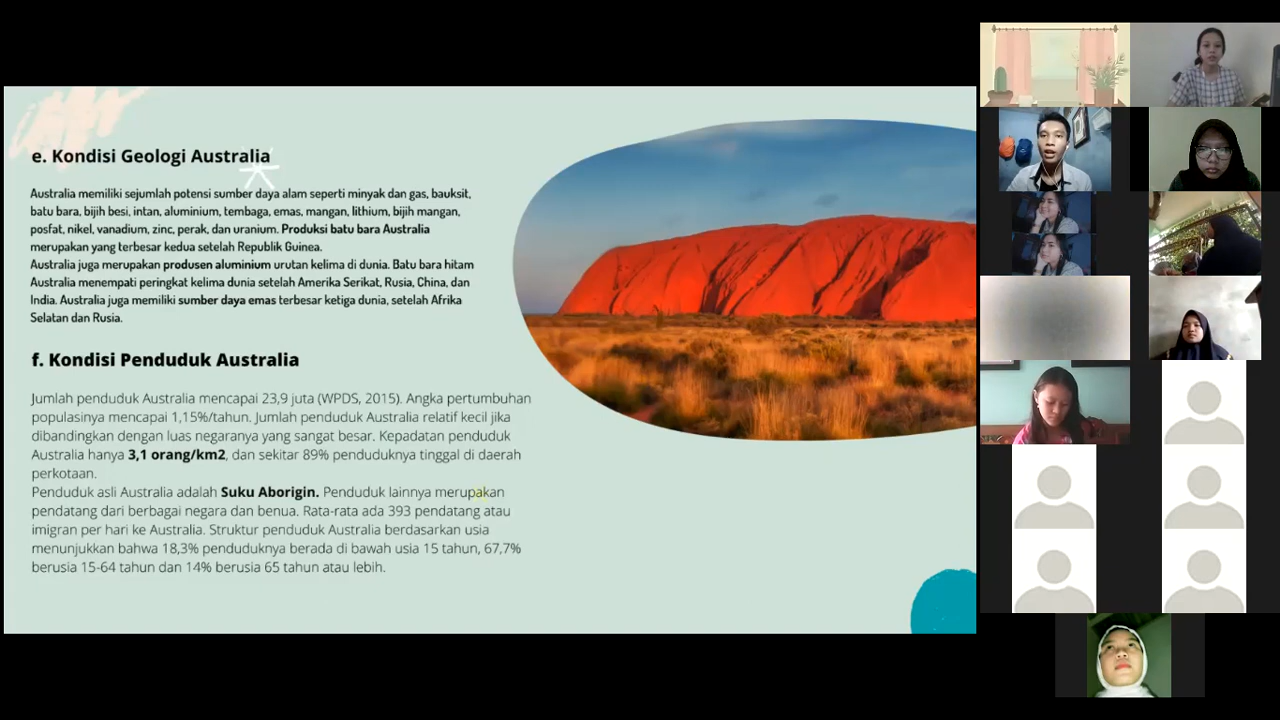 e. Kondisi Geologi Australia
Australia memiliki sejumlah potensi sumber daya alam seperti minyak dan gas, bauksit,
batu bara, bijih besi, intan, aluminium, tembaga, emas, mangan, lithium, bijih mangan,
posfat, nikel, vanadium, zinc, perak, dan uranium. Produksi batu bara Australia
merupakan yang terbesar kedua setelah Republik Guinea.
Australia juga merupakan produsen aluminium urutan kelima di dunia. Batu bara hitam
Australia menempati peringkat kelima dunia setelah Amerika Serikat, Rusia, China, dan
India. Australia juga memiliki sumber daya emas terbesar ketiga dunia, setelah Afrika
Selatan dan Rusia.
f. Kondisi Penduduk Australia
Jumlah penduduk Australia mencapai 23,9 juta (WPDS, 2015). Angka pertumbuhan
populasinya mencapai 1,15%/tahun. Jumlah penduduk Australia relatif kecil jika
dibandingkan dengan luas negaranya yang sangat besar. Kepadatan penduduk
Australia hanya 3,1 orang/km2, dan sekitar 89% penduduknya tinggal di daerah
perkotaan.
Penduduk asli Australia adalah Suku Aborigin. Penduduk lainnya merupakan
pendatang dari berbagai negara dan benua. Rata-rata ada 393 pendatang atau
imigran per hari ke Australia. Struktur penduduk Australia berdasarkan usia
menunjukkan bahwa 18,3% penduduknya berada di bawah usia 15 tahun, 67,7%
berusia 15-64 tahun dan 14% berusia 65 tahun atau lebih.